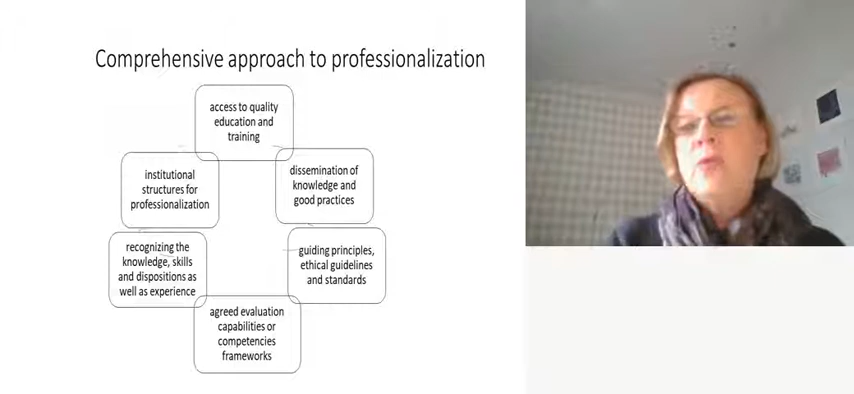 Comprehensive approach to professionalization
access to quality
education and
training
dissemination of
knowledge and
good practices
guiding principles,
ethical guidelines
and standards
agreed evaluation
capabilities or
competencies
frameworks
recognizing the
knowledge, skills
and dispositions as
well as experience
institutional
structures for
professionalization